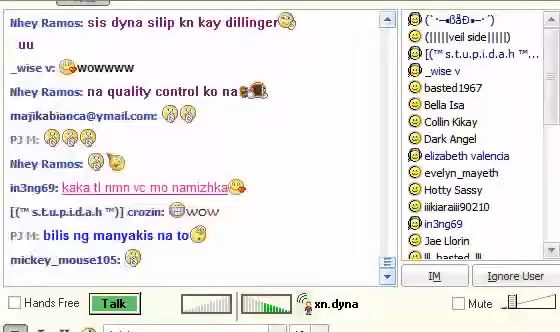 Nhey Ramos: sis dyna silip kn kay dillinger
uu
_wise v: wowwww
Nhey Ramos: na quality control ko na
majikabianca@ymail.com:
PJ M:
Nhey Ramos:
in3ng69: kaka tl nmn vc mo namizhka
[(™ s.t.u.p.i.d.a.h ™)] crozin: wow
PJ M: bilis ng manyakis na to
mickey_mouse105:
Hands Free
Talk
xn.dyna
(|||||veil side|||||)
[(™ s.t.u.p.i.d.a.h ™...
_wise v
basted1967
Bella Isa
Collin Kikay
Dark Angel
elizabeth valencia
evelyn_mayeth
Hotty Sassy
iiikiaraiii90210
in3ng69
Jae Llorin
IM
Ignore User
Mute